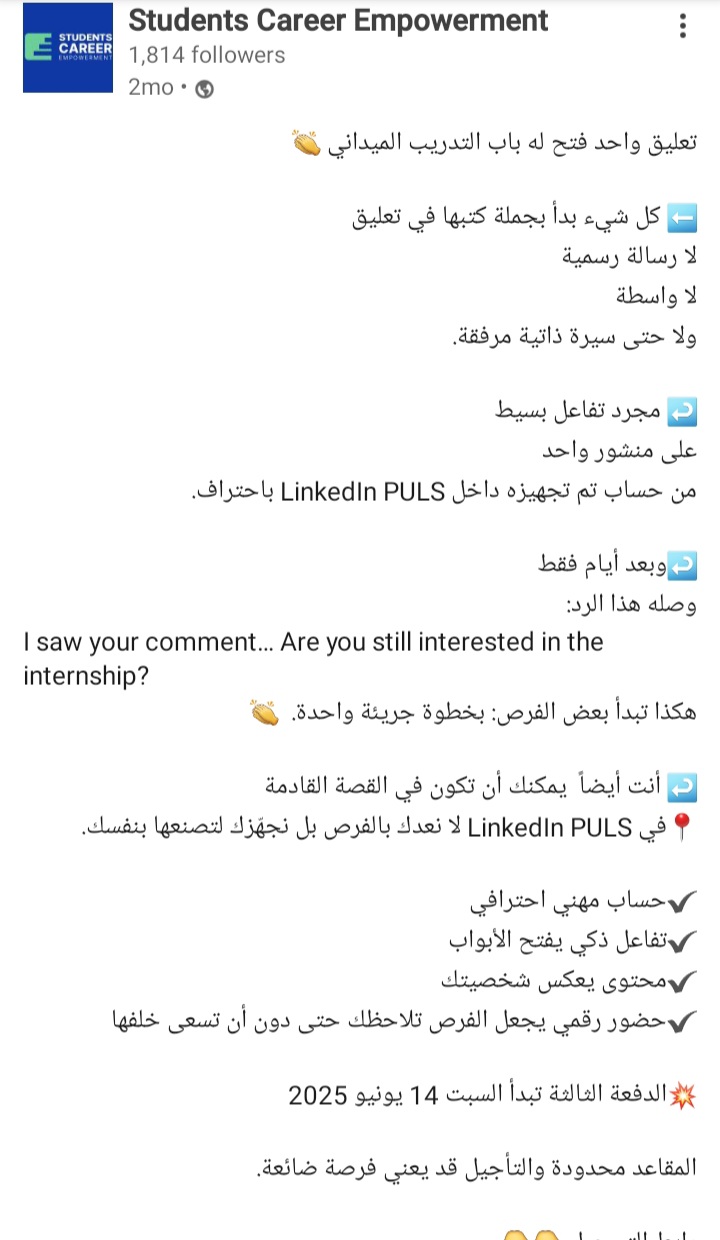 STUDENTS
CAREER
EMPOWERMENT
Students Career Empowerment
1,814 followers
2mo •
تعليق واحد فتح له باب التدريب الميداني 👏
⬅️ كل شيء بدأ بجملة كتبها في تعليق
لا رسالة رسمية
لا واسطة
ولا حتى سيرة ذاتية مرفقة.
↩️ مجرد تفاعل بسيط
على منشور واحد
من حساب تم تجهيزه داخل LinkedIn PULS باحتراف.
↩️وبعد أيام فقط
وصله هذا الرد:
I saw your comment... Are you still interested in the
internship?
هكذا تبدأ بعض الفرص: بخطوة جريئة واحدة. 👏
↩️ أنت أيضاً يمكنك أن تكون في القصة القادمة
📍في LinkedIn PULS لا نعدك بالفرص بل نجهّزك لتصنعها بنفسك.
✔️حساب مهني احترافي
✔️تفاعل ذكي يفتح الأبواب
✔️محتوى يعكس شخصيتك
✔️حضور رقمي يجعل الفرص تلاحظك حتى دون أن تسعى خلفها
💥الدفعة الثالثة تبدأ السبت 14 يونيو 2025
المقاعد محدودة والتأجيل قد يعني فرصة ضائعة.